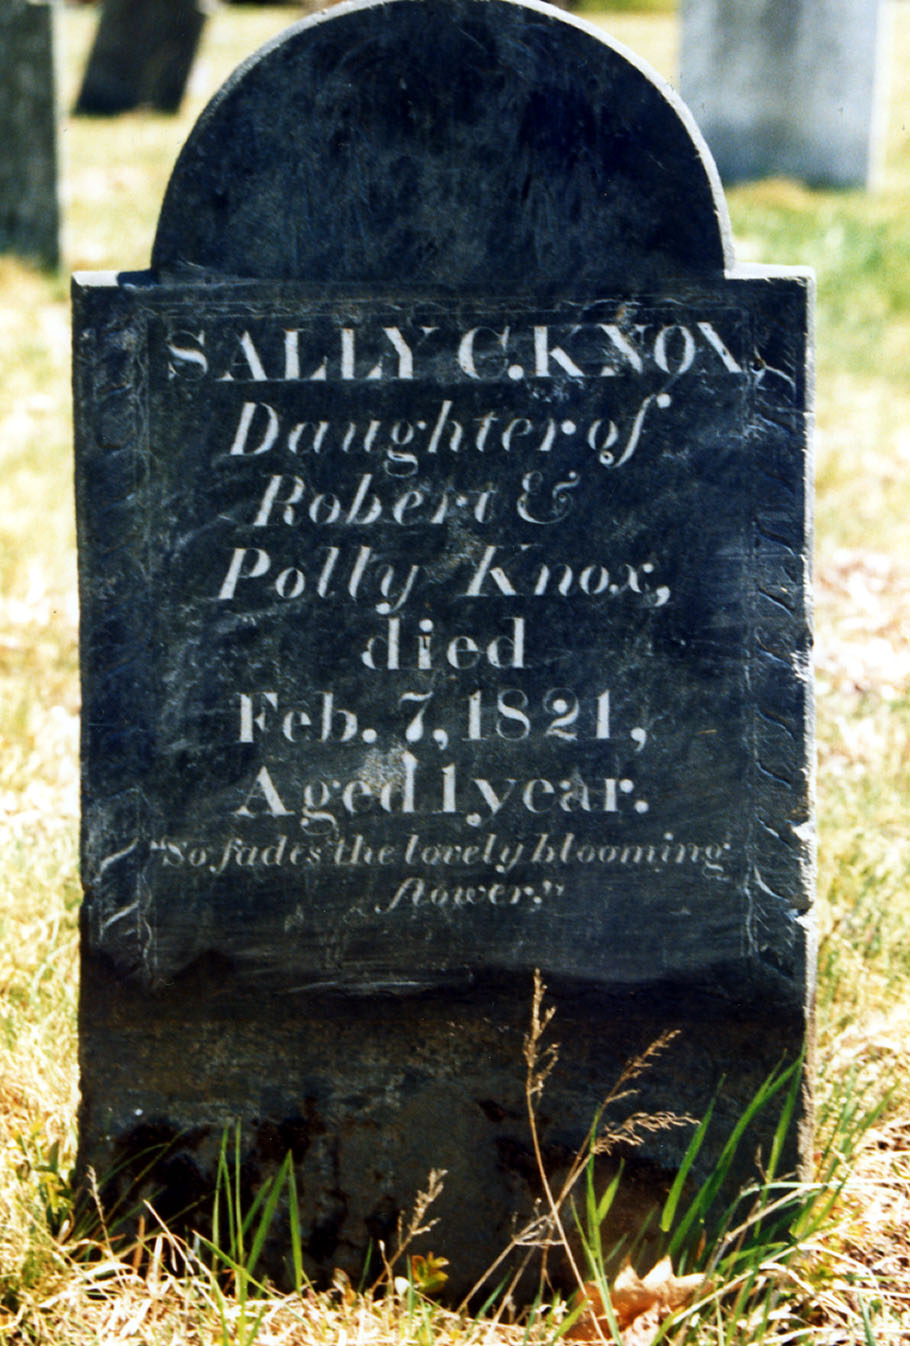 SALLY C. KNOX
Daughter of
Robert &
Polly Knox,
died
Feb. 7, 1821,
Aged 1 year.
"So fades the lovely blooming
flower."